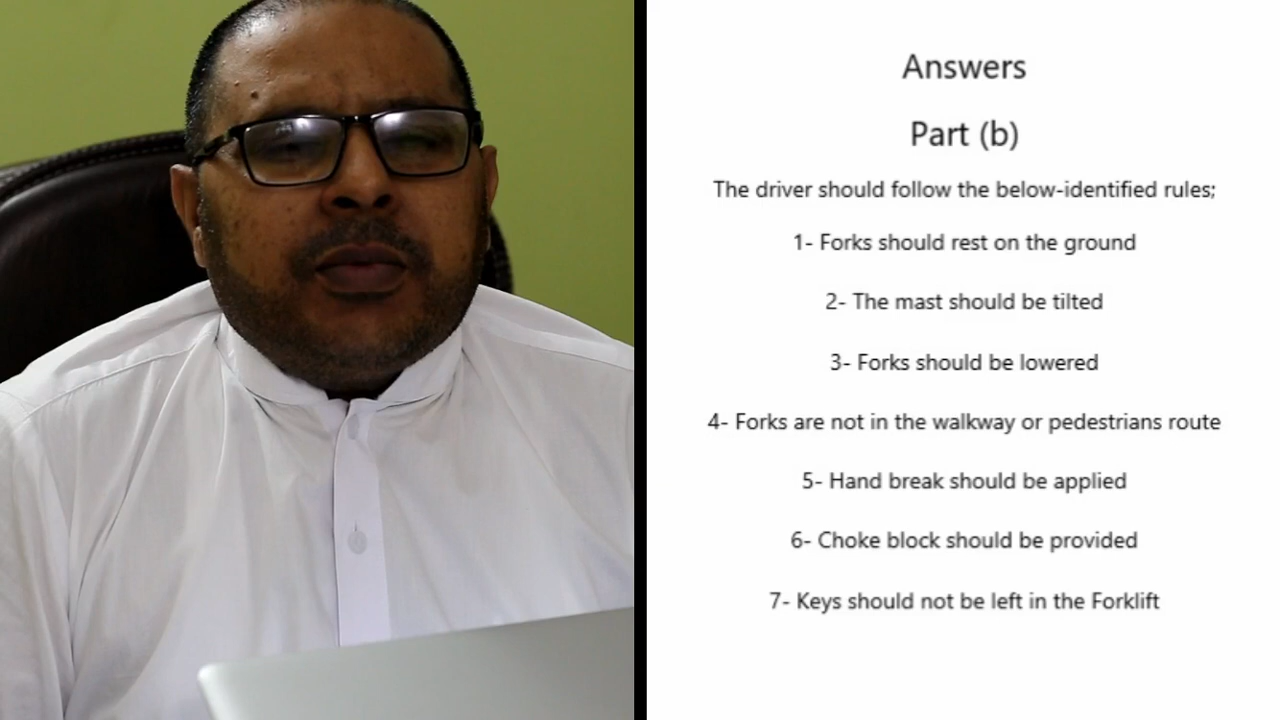 Answers
Part (b)
The driver should follow the below-identified rules;
1- Forks should rest on the ground
2- The mast should be tilted
3- Forks should be lowered
4- Forks are not in the walkway or pedestrians route
5- Hand break should be applied
6- Choke block should be provided
7- Keys should not be left in the Forklift